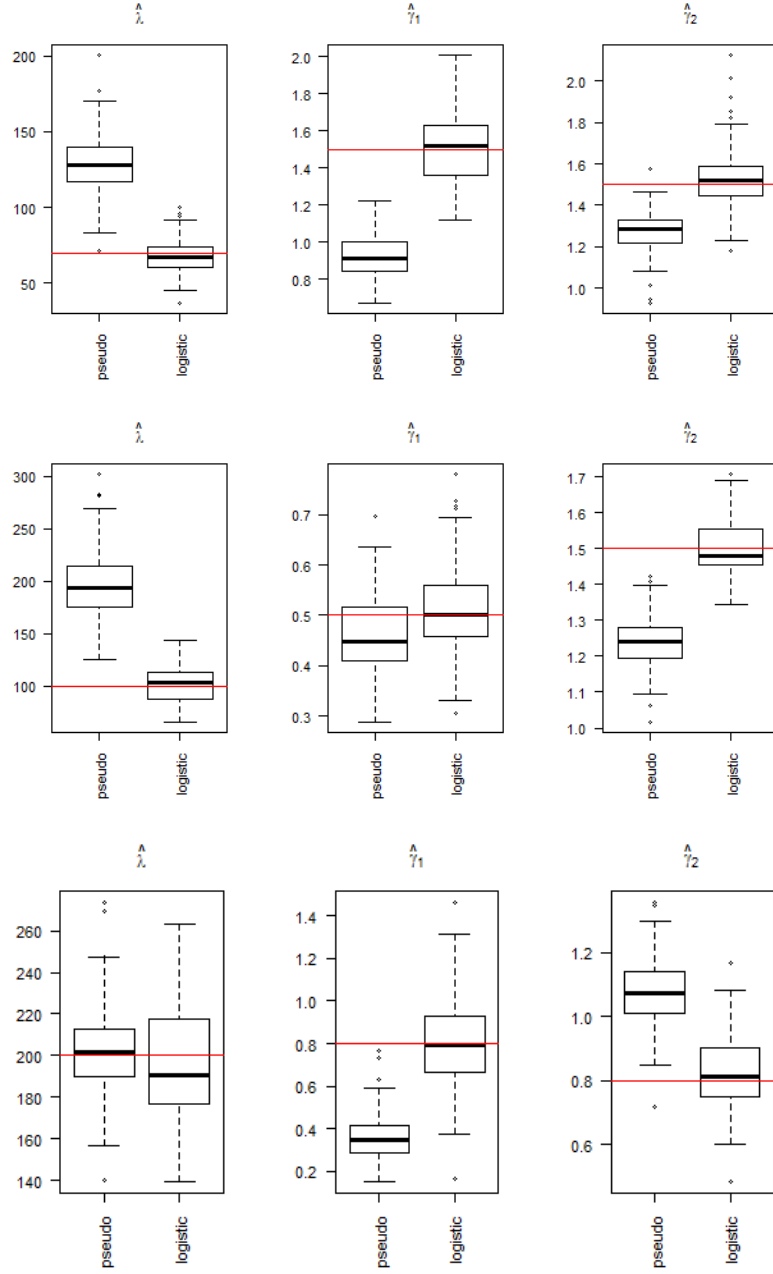 λ̂
200
150
100
50
pseudo
logistic
γ̂1
2.0
1.8
1.6
1.4
1.2
1.0
0.8
pseudo
logistic
γ̂2
2.0
1.8
1.6
1.4
1.2
1.0
pseudo
logistic
λ̂
300
250
200
150
100
pseudo
logistic
γ̂1
0.7
0.6
0.5
0.4
0.3
pseudo
logistic
γ̂2
1.7
1.6
1.5
1.4
1.3
1.2
1.1
1.0
pseudo
logistic
λ̂
260
240
220
200
180
160
140
pseudo
logistic
γ̂1
1.4
1.2
1.0
0.8
0.6
0.4
0.2
pseudo
logistic
γ̂2
1.2
1.0
0.8
0.6
pseudo
logistic